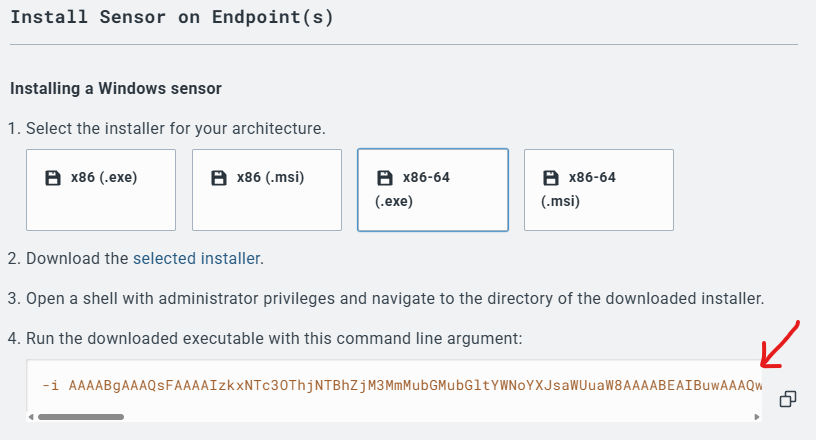 Install Sensor on Endpoint(s)
Installing a Windows sensor
1. Select the installer for your architecture.
x86 (.exe)
x86 (.msi)
x86-64
(.exe)
x86-64
(.msi)
2. Download the selected installer.
3. Open a shell with administrator privileges and navigate to the directory of the downloaded installer.
4. Run the downloaded executable with this command line argument:
-i AAAABgAAAQsFAAAAIzkxNTc3OThjNTBhZjM3MmMubGMubGltYWNoYXJsaWUuaW8AAAABEAIBuwAAAQw